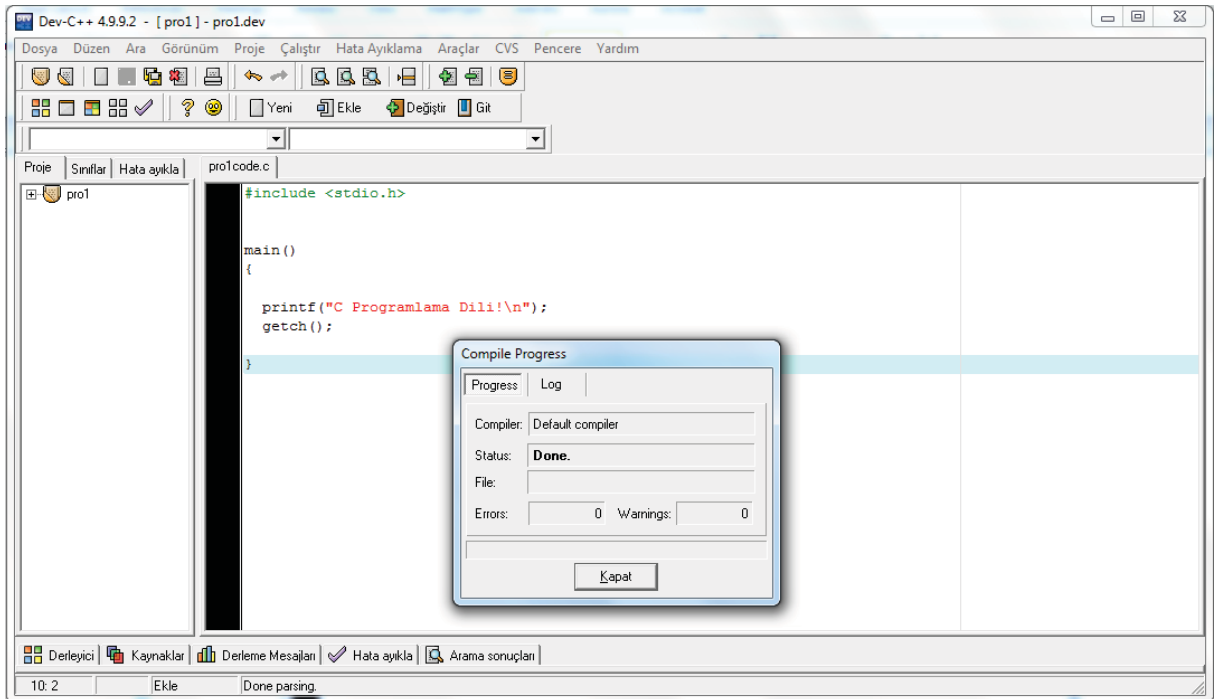 Dev-C++ 4.9.9.2 - [ pro1 ] - pro1.dev
Dosya Düzen Ara Görünüm Proje Çalıştır Hata Ayıklama Araçlar CVS Pencere Yardım
Yeni Ekle Değiştir Git
Proje Sınıflar Hata ayıkla pro1code.c
pro1
#include <stdio.h>
main()
{
printf("C Programlama Dili!\n");
getch();
}
Compile Progress
Progress Log
Compiler: Default compiler
Status: Done.
File:
Errors: 0 Warnings: 0
Kapat
Derleyici Kaynaklar Derleme Mesajları Hata ayıkla Arama sonuçları
10: 2 Ekle Done parsing.